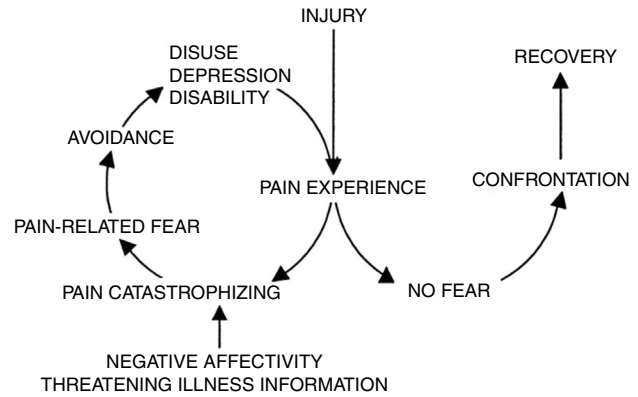 INJURY
RECOVERY
DISUSE
DEPRESSION
DISABILITY
AVOIDANCE
PAIN EXPERIENCE
CONFRONTATION
PAIN-RELATED FEAR
PAIN CATASTROPHIZING
NO FEAR
NEGATIVE AFFECTIVITY
THREATENING ILLNESS INFORMATION